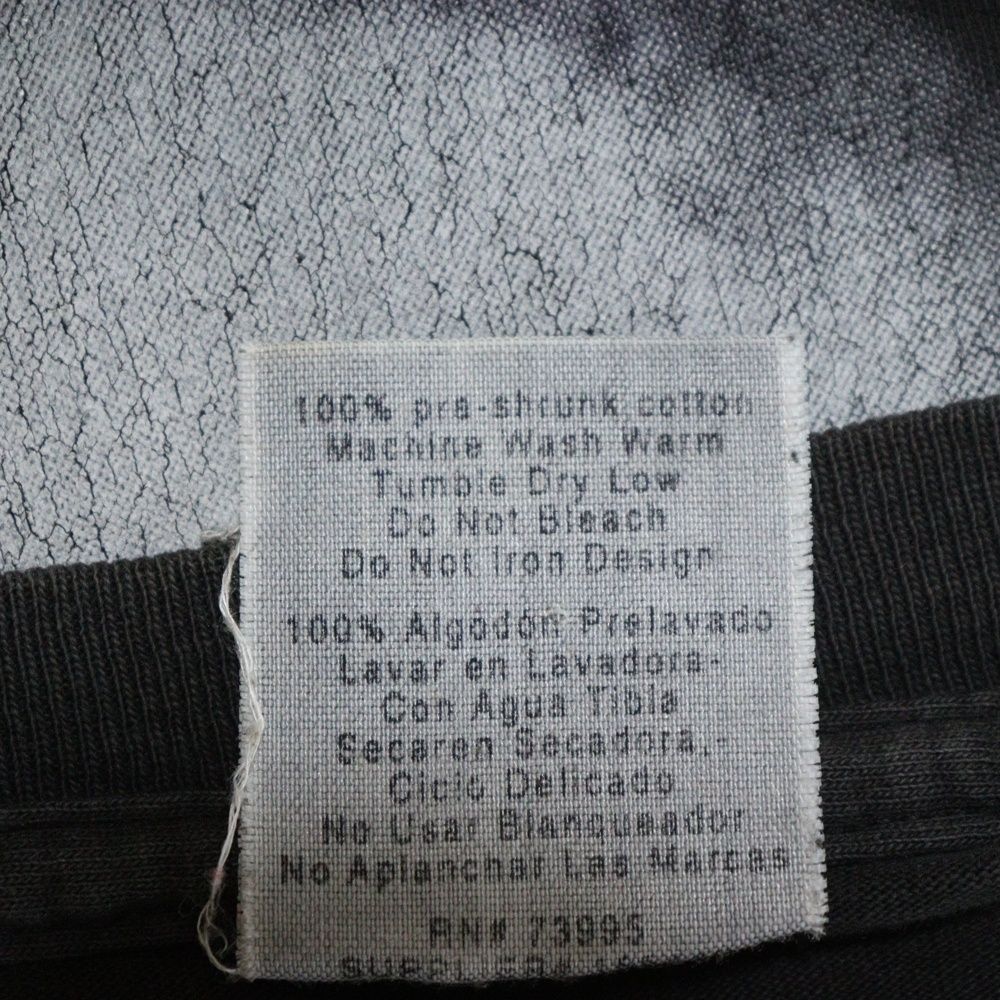 100% pre-shrunk cotton
Machine Wash Warm
Tumble Dry Low
Do Not Bleach
Do Not Iron Design
100% Algodón Prelavado
Lavar en Lavadora-
Con Agua Tibia
Secaren Secadora,-
Ciclo Delicado
No Usar Blanqueador
No Aplanchar Las Marcas
RN# 73995